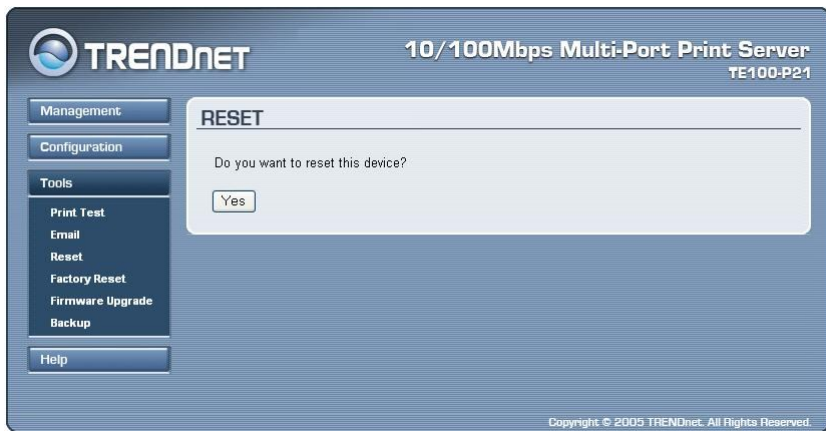 TRENDnet
10/100Mbps Multi-Port Print Server
TE100-P21
Management
Configuration
Tools
Print Test
Email
Reset
Factory Reset
Firmware Upgrade
Backup
Help
RESET
Do you want to reset this device?
Yes
Copyright © 2005 TRENDnet. All Rights Reserved.